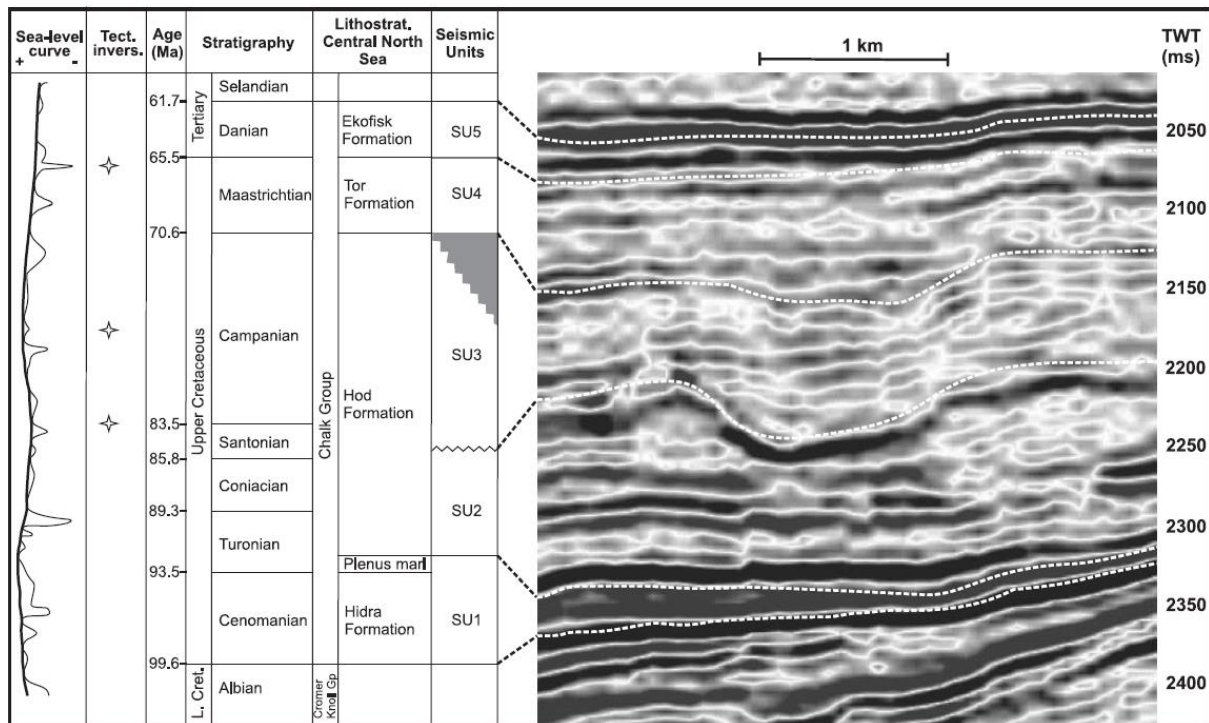 Sea-level
curve
+ -
Tect.
invers.
Age
(Ma)
Stratigraphy
Lithostrat.
Central North
Sea
Seismic
Units
1 km
TWT
(ms)
61.7
65.5
70.6
83.5
85.8
89.3
93.5
99.6
Tertiary
Upper Cretaceous
L. Cret.
Selandian
Danian
Maastrichtian
Campanian
Santonian
Coniacian
Turonian
Cenomanian
Albian
Chalk Group
Cromer
Knoll Gp
Ekofisk
Formation
Tor
Formation
Hod
Formation
Plenus marl
Hidra
Formation
SU5
SU4
SU3
SU2
SU1
2050
2100
2150
2200
2250
2300
2350
2400